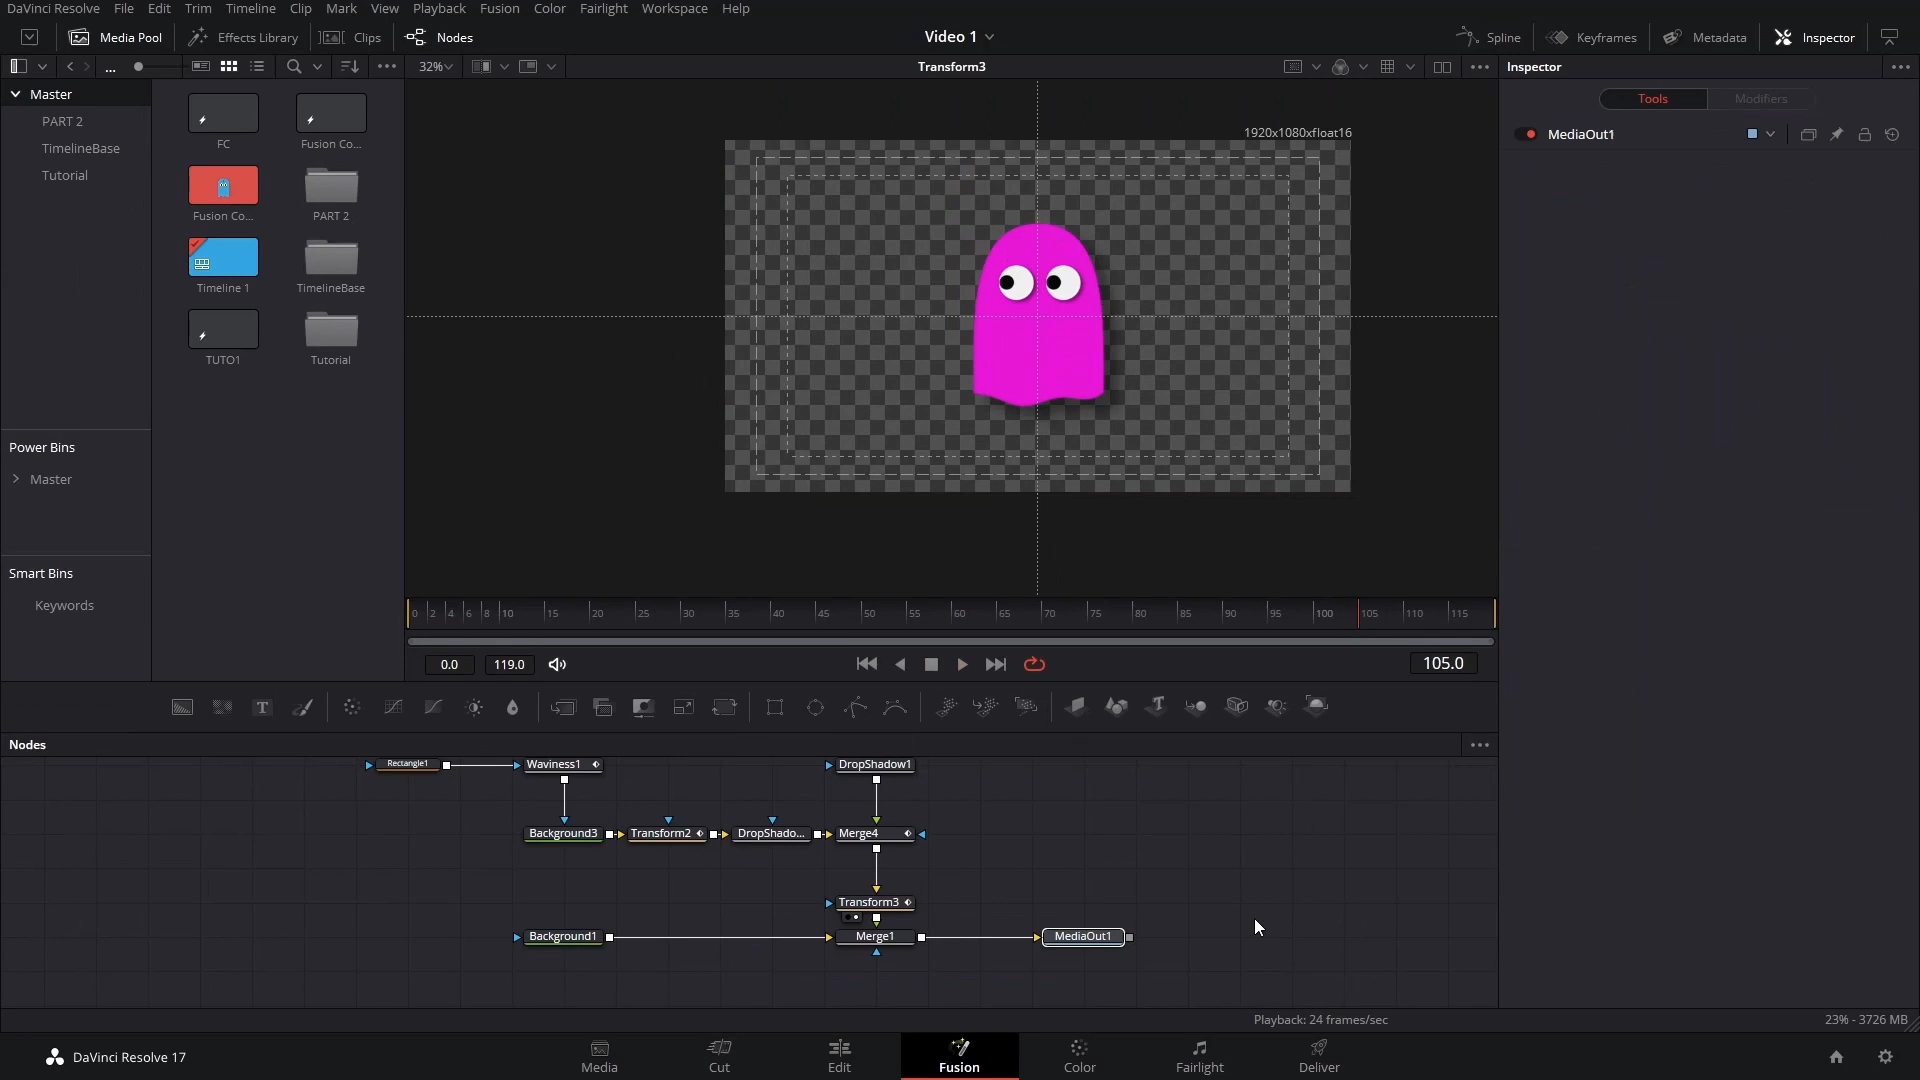 DaVinci Resolve File Edit Trim Timeline Clip Mark View Playback Fusion Color Fairlight Workspace Help
Media Pool Effects Library Clips Nodes Video 1 Spline Keyframes Metadata Inspector
... 32% Transform3 Inspector
Master
PART 2
TimelineBase
Tutorial
FC Fusion Co...
Fusion Co... PART 2
Timeline 1 TimelineBase
TUTO1 Tutorial
Power Bins
Master
Smart Bins
Keywords
1920x1080xfloat16
Tools Modifiers
MediaOut1
0 2 4 6 8 10 15 20 25 30 35 40 45 50 55 60 65 70 75 80 85 90 95 100 105 110 115
0.0 119.0 105.0
T
Nodes
Rectangle1 Waviness1 DropShadow1
Background3 Transform2 DropShado... Merge4
Transform3
Background1 Merge1 MediaOut1
Playback: 24 frames/sec 23% - 3726 MB
DaVinci Resolve 17 Media Cut Edit Fusion Color Fairlight Deliver